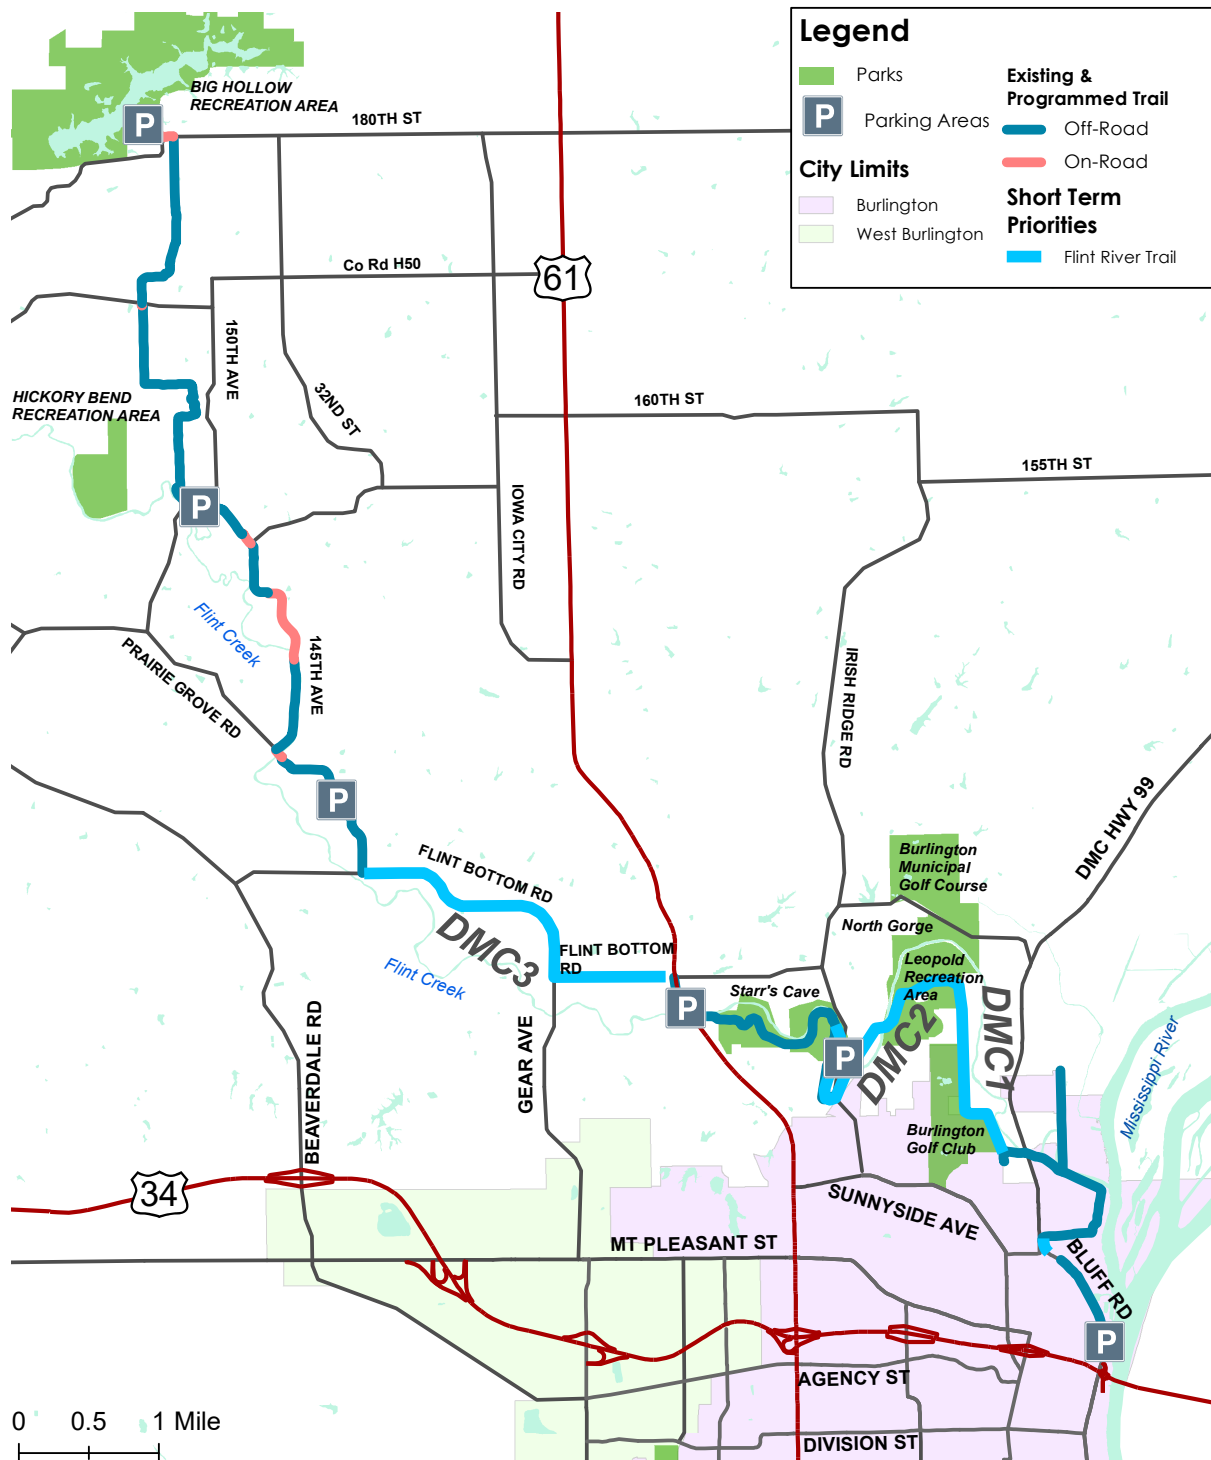 Legend
Parks
P
Parking Areas
City Limits
Burlington
West Burlington
Existing &
Programmed Trail
Off-Road
On-Road
Short Term
Priorities
Flint River Trail
BIG HOLLOW
RECREATION AREA
P
180TH ST
Co Rd H50
61
150TH AVE
32ND ST
HICKORY BEND
RECREATION AREA
160TH ST
155TH ST
P
IOWA CITY RD
Flint Creek
145TH AVE
PRAIRIE GROVE RD
IRISH RIDGE RD
P
DMC HWY 99
FLINT BOTTOM RD
Burlington
Municipal
Golf Course
North Gorge
DMC3
FLINT BOTTOM
RD
Flint Creek
Leopold
Recreation
Area
Starr's Cave
P
DMC1
DMC2
P
BEAVERDALE RD
GEAR AVE
Mississippi River
Burlington
Golf Club
34
SUNNYSIDE AVE
MT PLEASANT ST
BLUFF RD
P
AGENCY ST
DIVISION ST
0 0.5 1 Mile